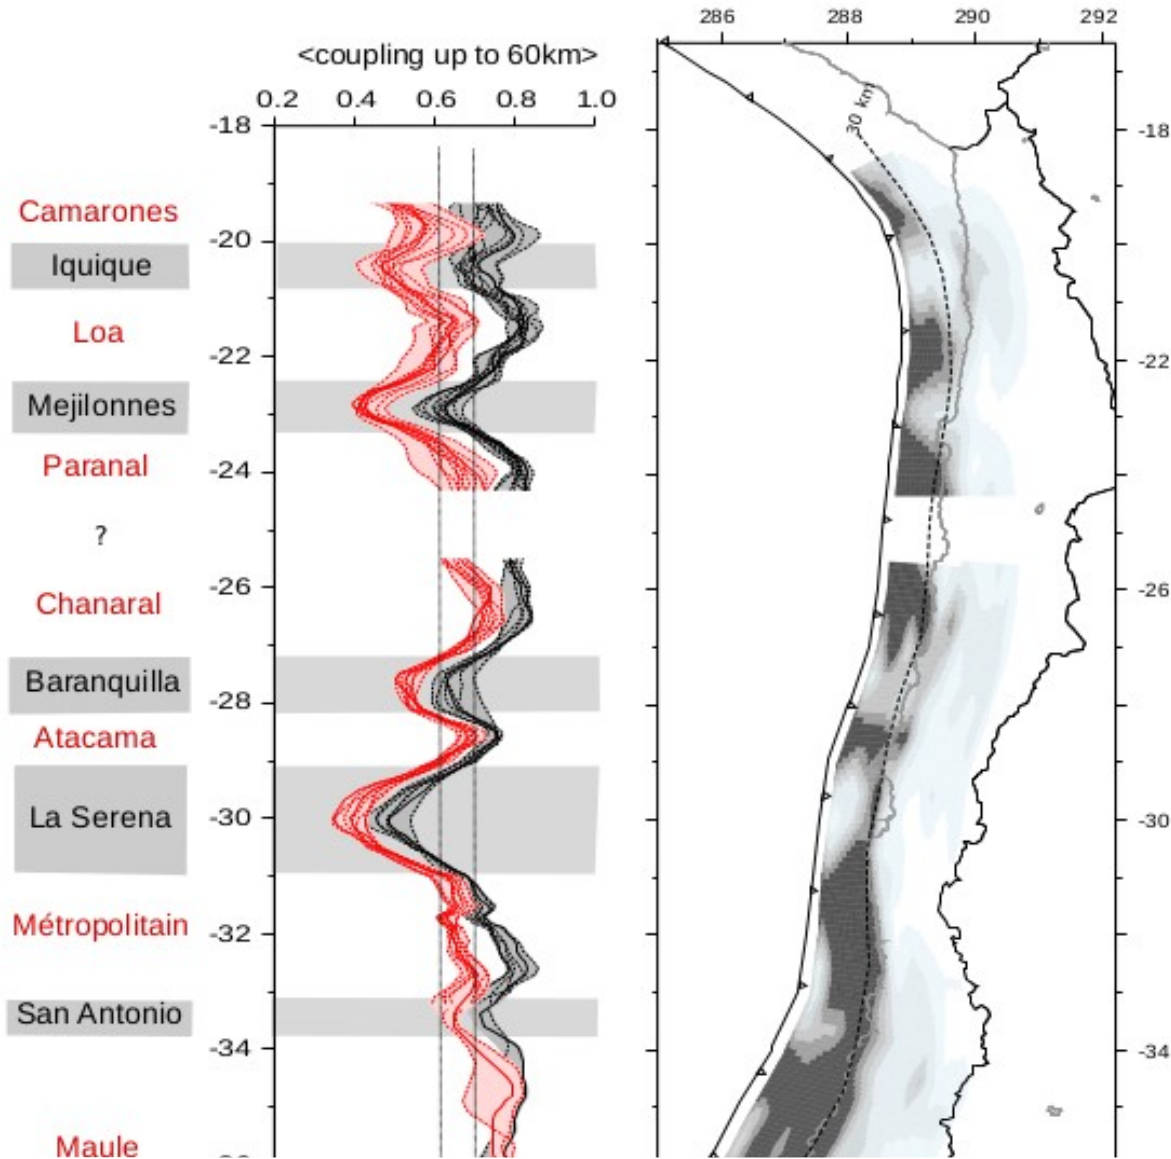 286 288 290 292
<coupling up to 60km>
0.2 0.4 0.6 0.8 1.0
-18
30 km
-18
Camarones
-20
Iquique
Loa
-22
-22
Mejilonnes
Paranal
-24
?
-26
-26
Chanaral
Baranquilla
-28
Atacama
La Serena
-30
-30
Métropolitain
-32
San Antonio
-34
-34
Maule